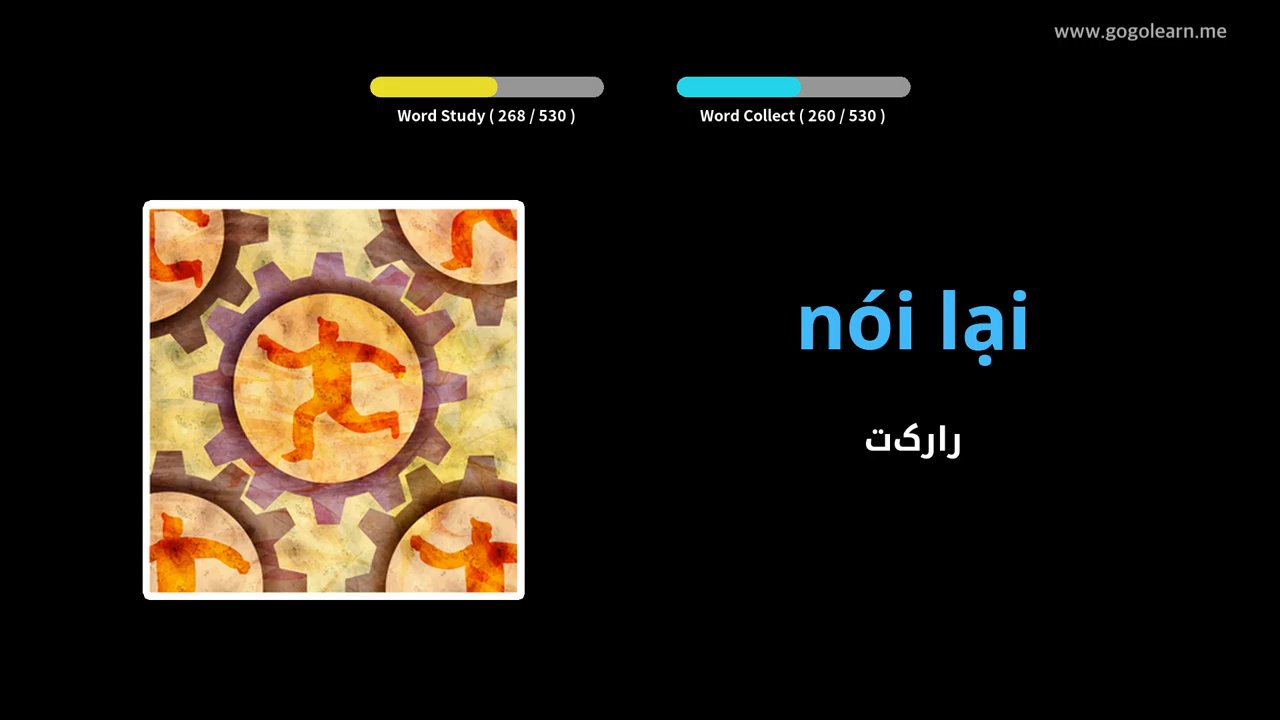 www.gogolearn.me
Word Study ( 268 / 530 )
Word Collect ( 260 / 530 )
nói lại
رارکت